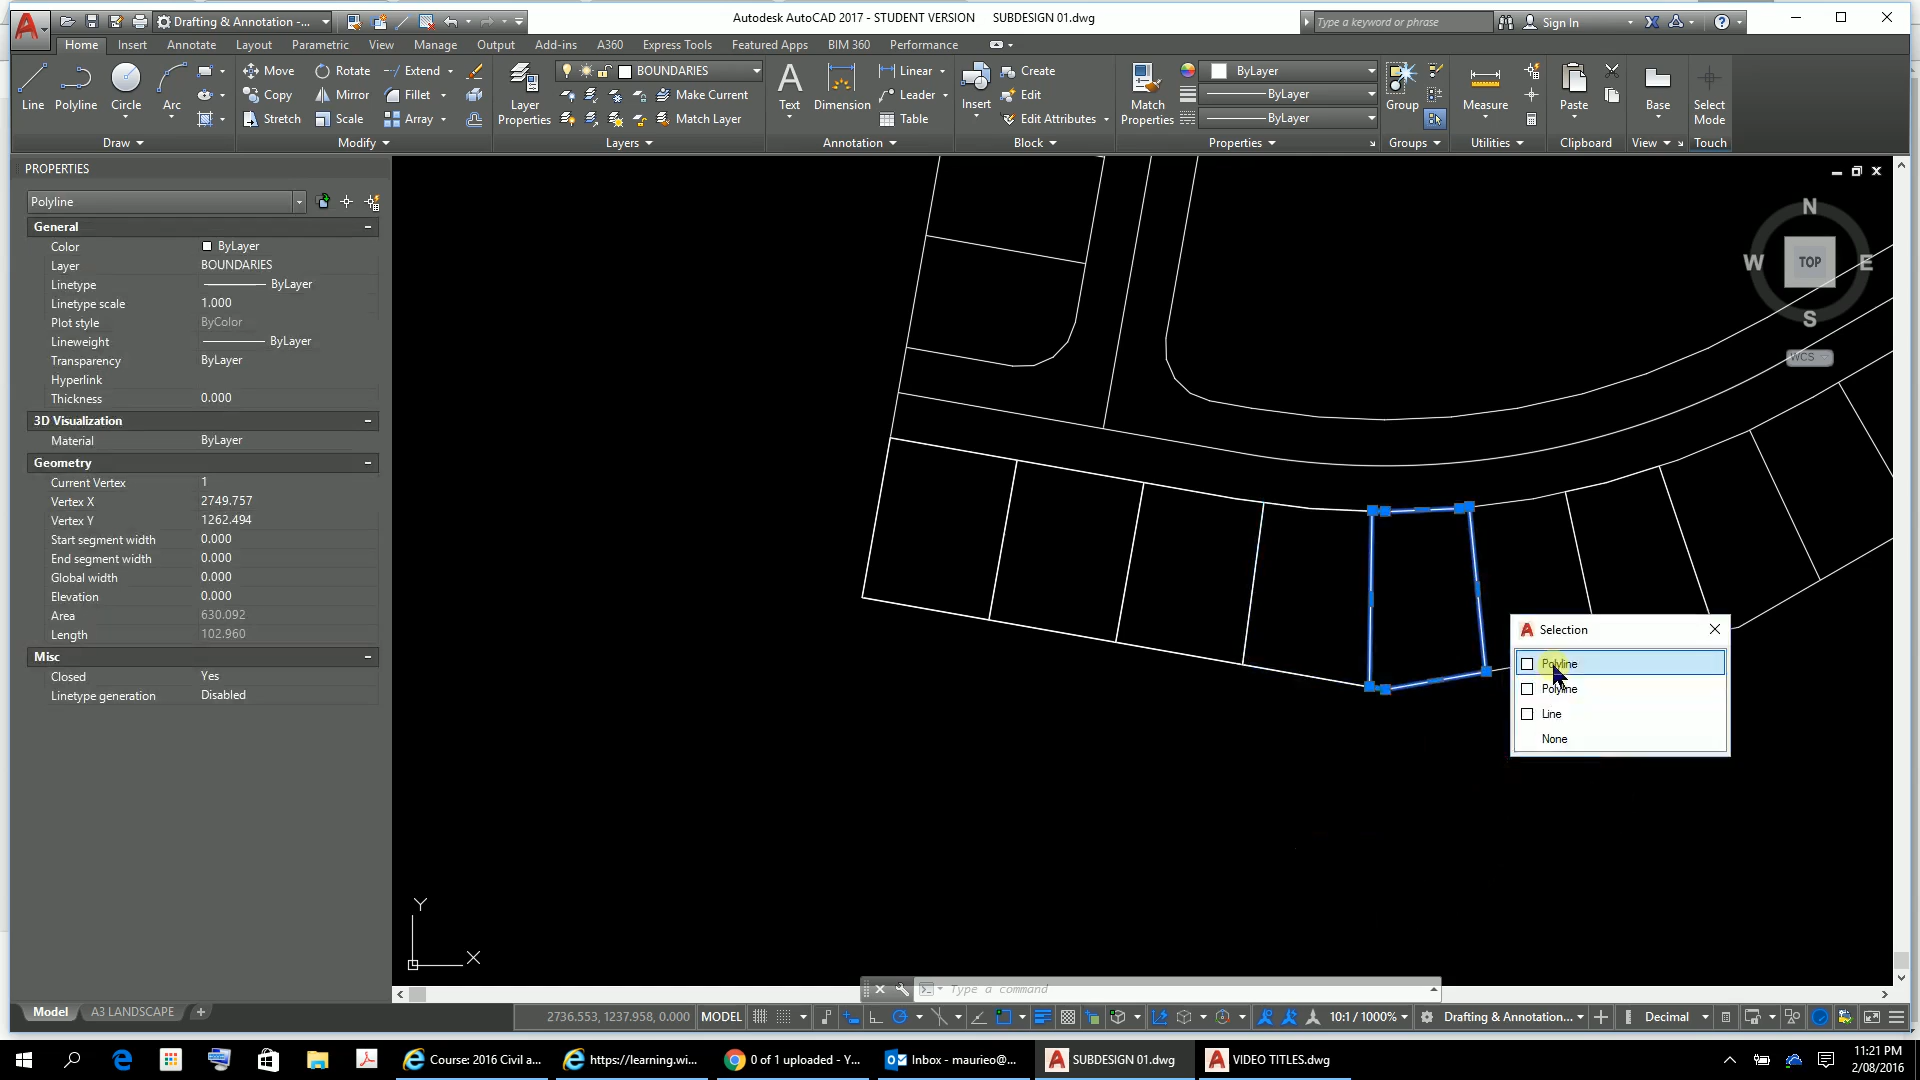 Drafting & Annotation -...
Autodesk AutoCAD 2017 - STUDENT VERSION SUBDESIGN 01.dwg
Type a keyword or phrase
Sign In
Home Insert Annotate Layout Parametric View Manage Output Add-ins A360 Express Tools Featured Apps BIM 360 Performance
Line Polyline Circle Arc
Move Rotate Extend
Copy Mirror Fillet
Stretch Scale Array
Layer Properties
BOUNDARIES
Make Current
Match Layer
Text Dimension
Linear
Leader
Table
Insert
Create
Edit
Edit Attributes
Match Properties
ByLayer
ByLayer
ByLayer
Group
Measure
Paste
Base
Select Mode
Draw Modify Layers Annotation Block Properties Groups Utilities Clipboard View Touch
PROPERTIES
Polyline
General
Color ByLayer
Layer BOUNDARIES
Linetype ByLayer
Linetype scale 1.000
Plot style ByColor
Lineweight ByLayer
Transparency ByLayer
Hyperlink
Thickness 0.000
3D Visualization
Material ByLayer
Geometry
Current Vertex 1
Vertex X 2749.757
Vertex Y 1262.494
Start segment width 0.000
End segment width 0.000
Global width 0.000
Elevation 0.000
Area 630.092
Length 102.960
Misc
Closed Yes
Linetype generation Disabled
N
W TOP E
S
WCS
Selection
Polyline
Polyline
Line
None
Y
X
Type a command
Model A3 LANDSCAPE
2736.553, 1237.958, 0.000 MODEL 10:1 / 1000% Drafting & Annotation... Decimal
Course: 2016 Civil a...
https://learning.wi...
0 of 1 uploaded - Y...
Inbox - maurieo@...
SUBDESIGN 01.dwg
VIDEO TITLES.dwg
11:21 PM
2/08/2016